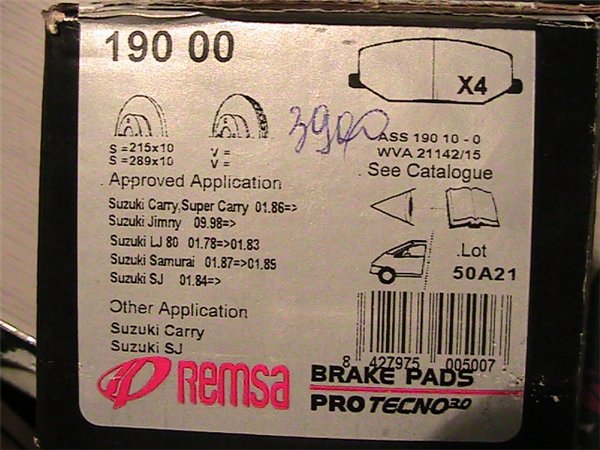 190 00
X4
3900
S =215x10 V =
S =289x10 V =
ASS 190 10 - 0
WVA 21142/15
See Catalogue
Approved Application
Suzuki Carry,Super Carry 01.86=>
Suzuki Jimny 09.98=>
Suzuki LJ 80 01.78=>01.83
Suzuki Samurai 01.87=>01.89
Suzuki SJ 01.84=>
.Lot
50A21
Other Application
Suzuki Carry
Suzuki SJ
8 427975 005007
Remsa
BRAKE PADS
PROTECNO3.0